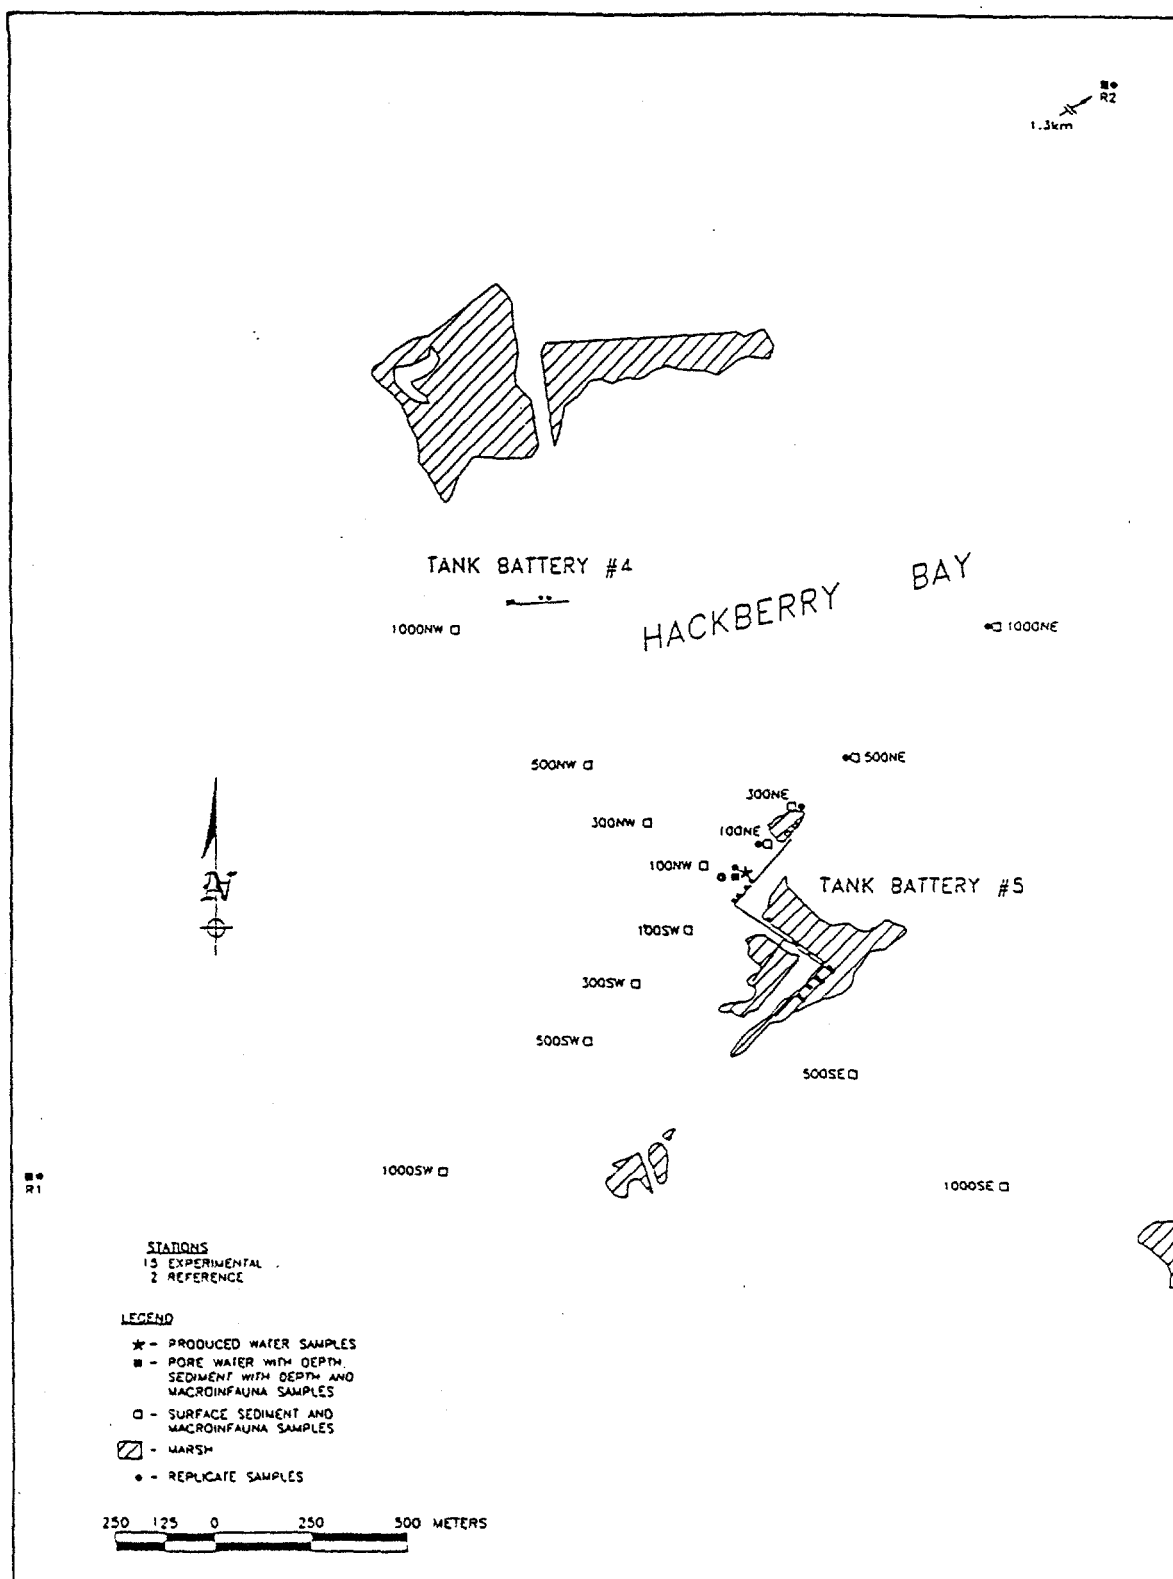 R2
1.3km
TANK BATTERY #4
HACKBERRY BAY
1000NW
1000NE
500NW
500NE
300NE
300NW
100NE
100NW
TANK BATTERY #5
100SW
300SW
500SW
500SE
1000SW
1000SE
R1
N
STATIONS
15 EXPERIMENTAL
2 REFERENCE
LEGEND
★ - PRODUCED WATER SAMPLES
■ - PORE WATER WITH DEPTH,
SEDIMENT WITH DEPTH AND
MACROINFAUNA SAMPLES
□ - SURFACE SEDIMENT AND
MACROINFAUNA SAMPLES
- MARSH
● - REPLICATE SAMPLES
250 125 0 250 500 METERS